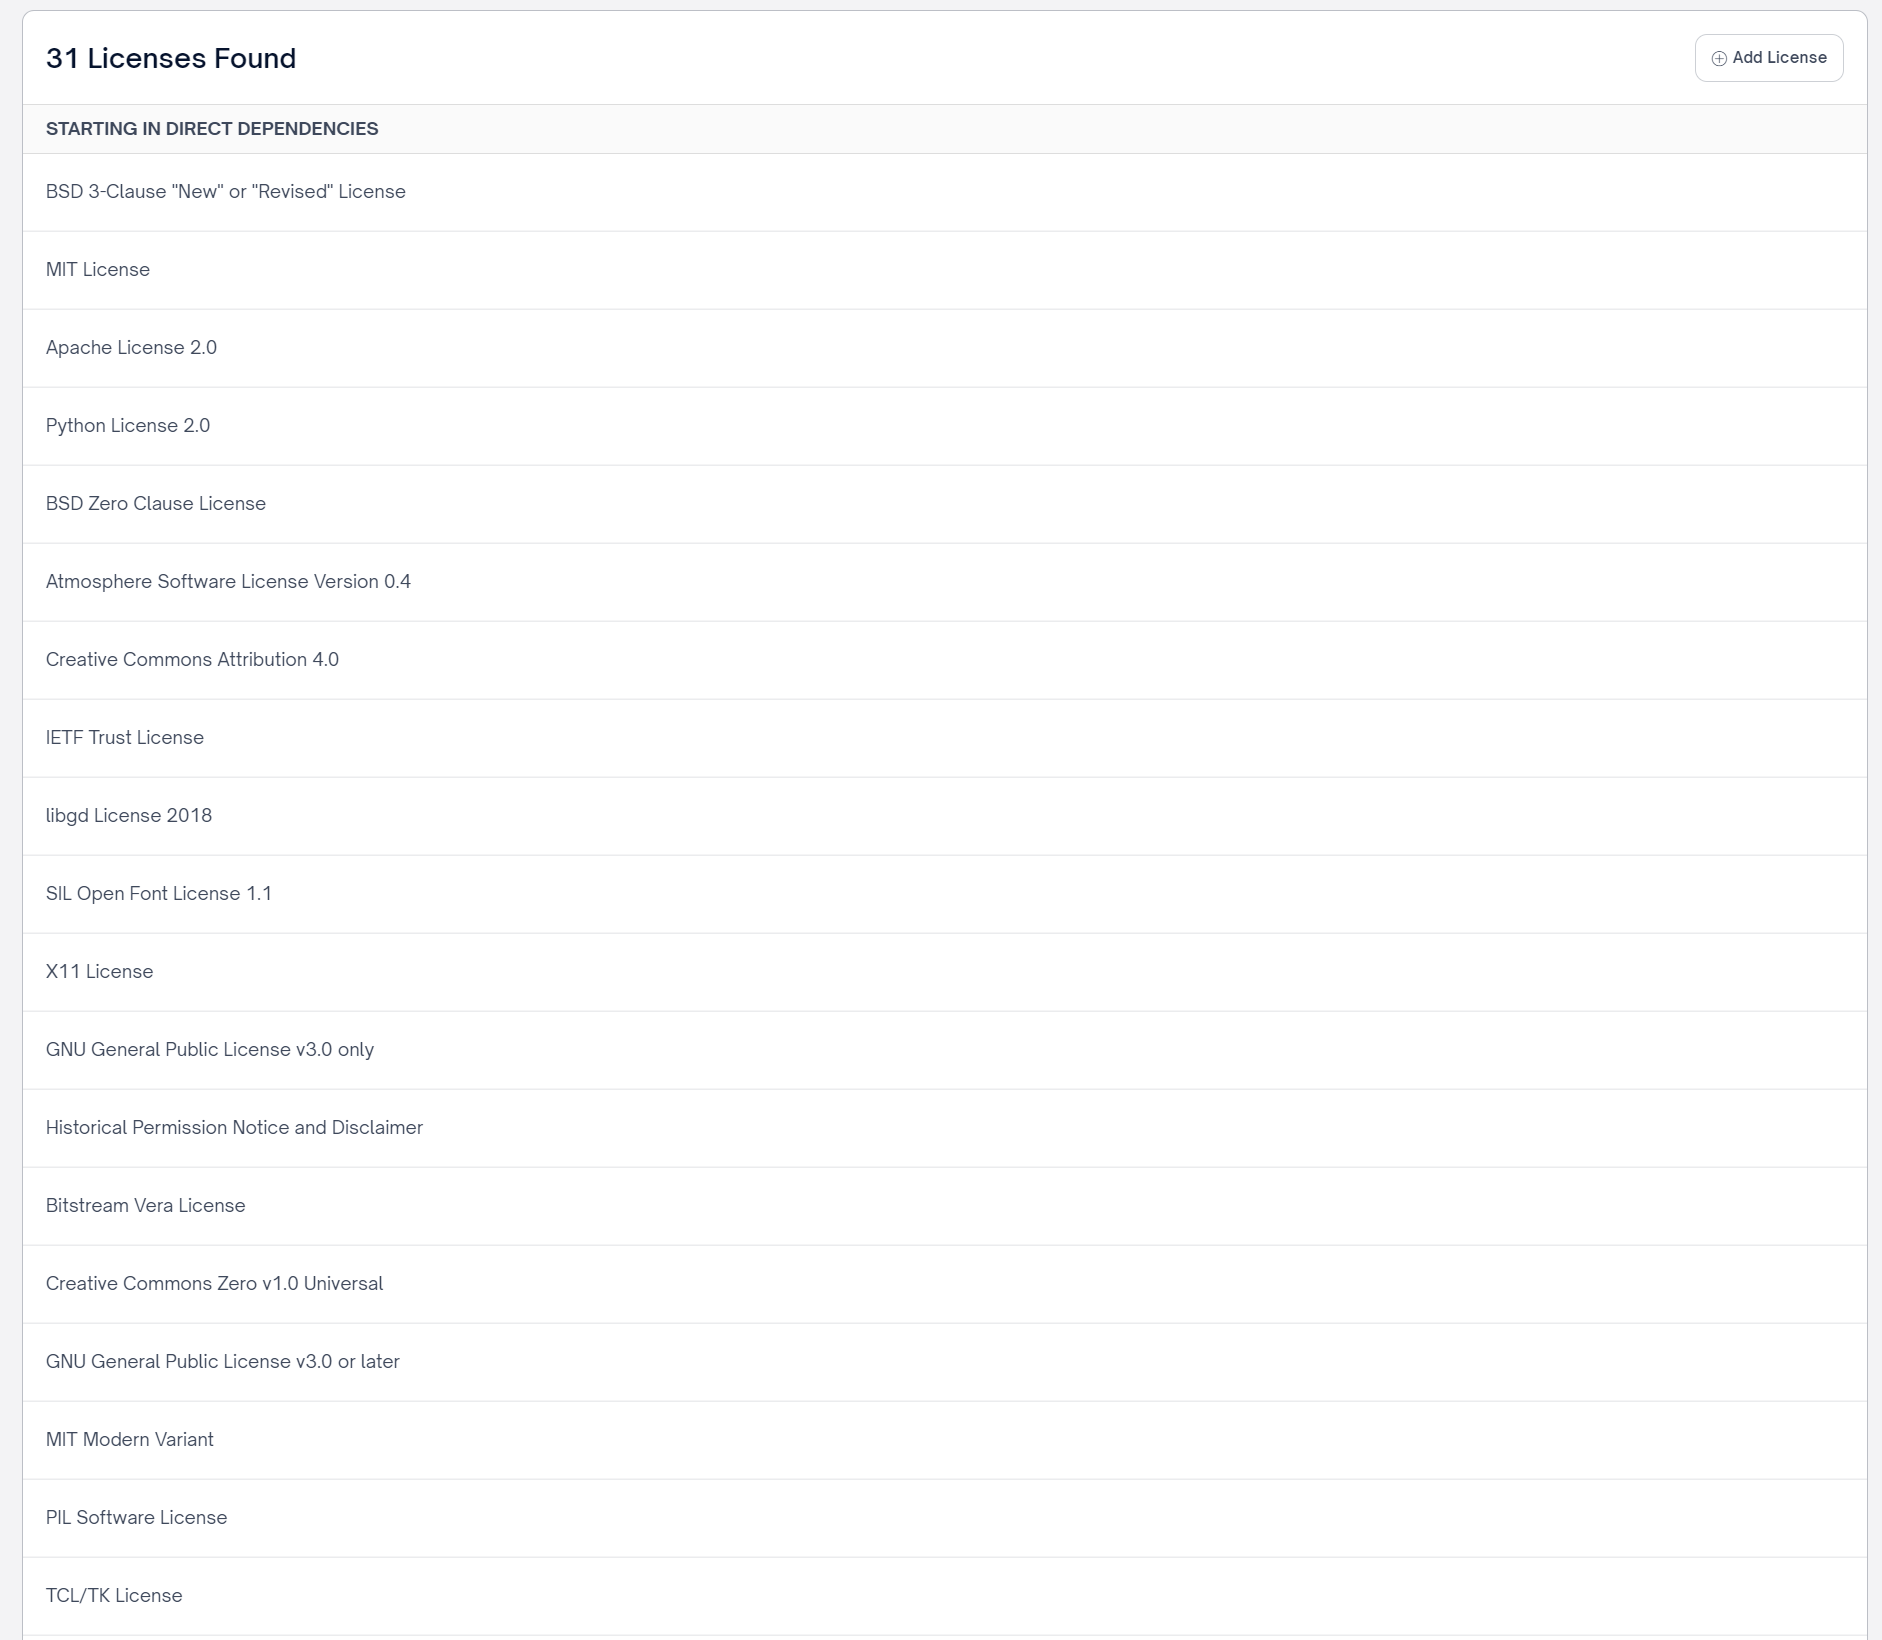 31 Licenses Found
Add License
STARTING IN DIRECT DEPENDENCIES
BSD 3-Clause "New" or "Revised" License
MIT License
Apache License 2.0
Python License 2.0
BSD Zero Clause License
Atmosphere Software License Version 0.4
Creative Commons Attribution 4.0
IETF Trust License
libgd License 2018
SIL Open Font License 1.1
X11 License
GNU General Public License v3.0 only
Historical Permission Notice and Disclaimer
Bitstream Vera License
Creative Commons Zero v1.0 Universal
GNU General Public License v3.0 or later
MIT Modern Variant
PIL Software License
TCL/TK License